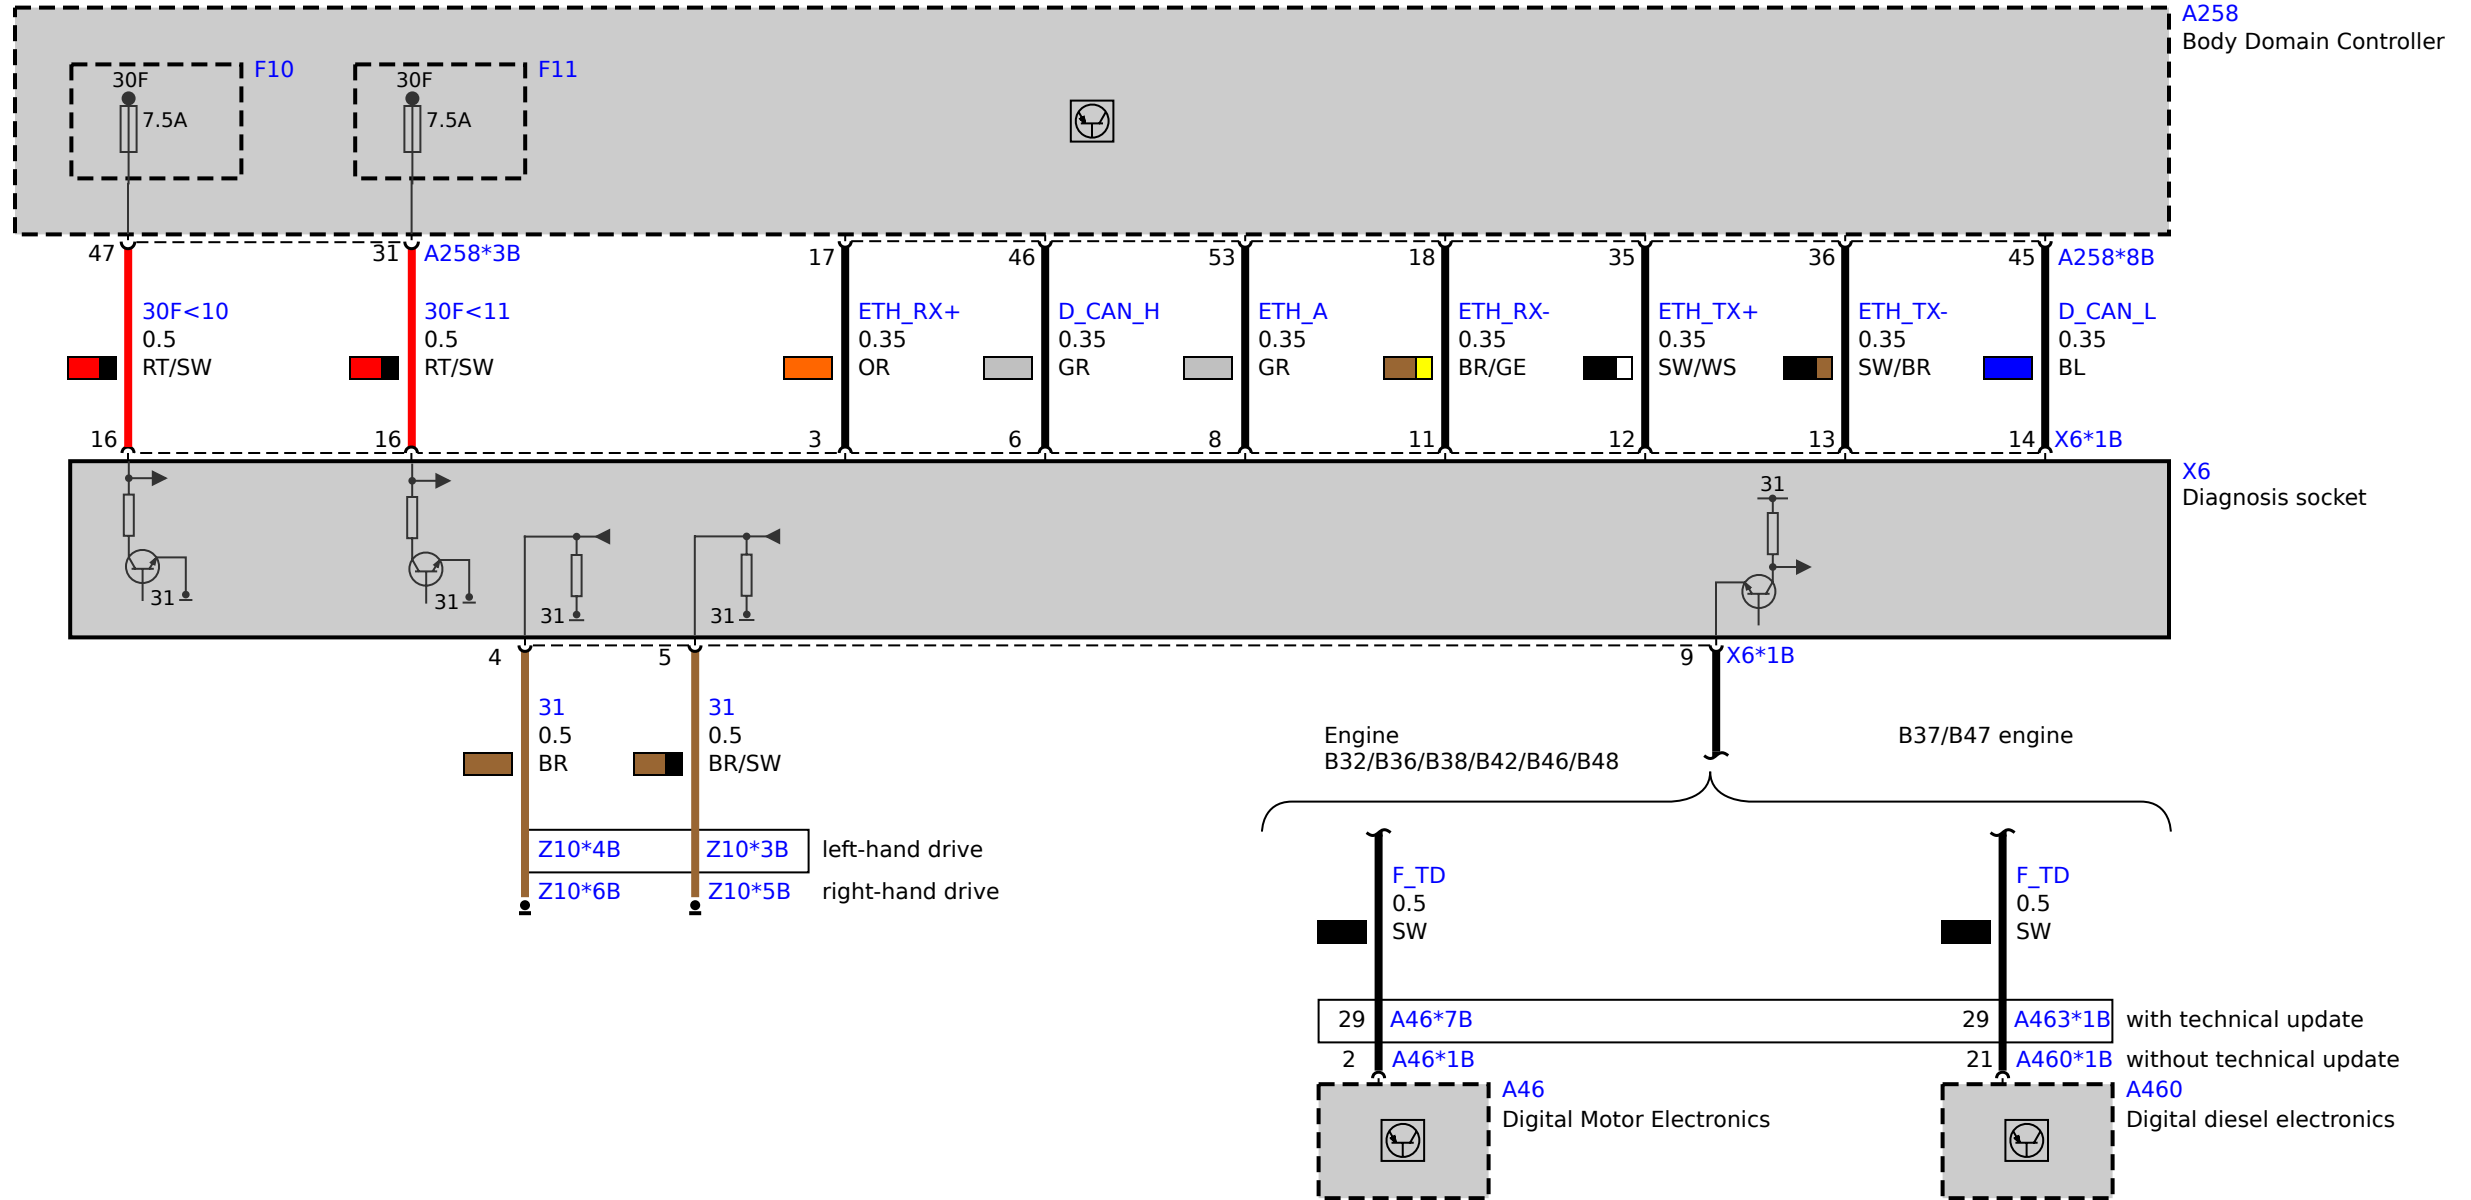 A258
Body Domain Controller
F10
F11
30F
30F
7.5A
7.5A
47
31
A258*3B
17
46
53
18
35
36
45
A258*8B
30F<10
0.5
RT/SW
30F<11
0.5
RT/SW
ETH_RX+
0.35
OR
D_CAN_H
0.35
GR
ETH_A
0.35
GR
ETH_RX-
0.35
BR/GE
ETH_TX+
0.35
SW/WS
ETH_TX-
0.35
SW/BR
D_CAN_L
0.35
BL
16
16
3
6
8
11
12
13
14
X6*1B
X6
Diagnosis socket
31
31
31
31
31
4
5
9
X6*1B
31
0.5
BR
31
0.5
BR/SW
Engine
B32/B36/B38/B42/B46/B48
B37/B47 engine
Z10*4B
Z10*3B
left-hand drive
Z10*6B
Z10*5B
right-hand drive
F_TD
0.5
SW
F_TD
0.5
SW
29
A46*7B
29
A463*1B
with technical update
2
A46*1B
21
A460*1B
without technical update
A46
Digital Motor Electronics
A460
Digital diesel electronics